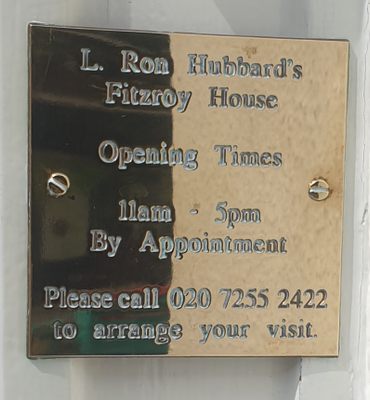 L. Ron Hubbard's
Fitzroy House
Opening Times
11am - 5pm
By Appointment
Please call 020 7255 2422
to arrange your visit.